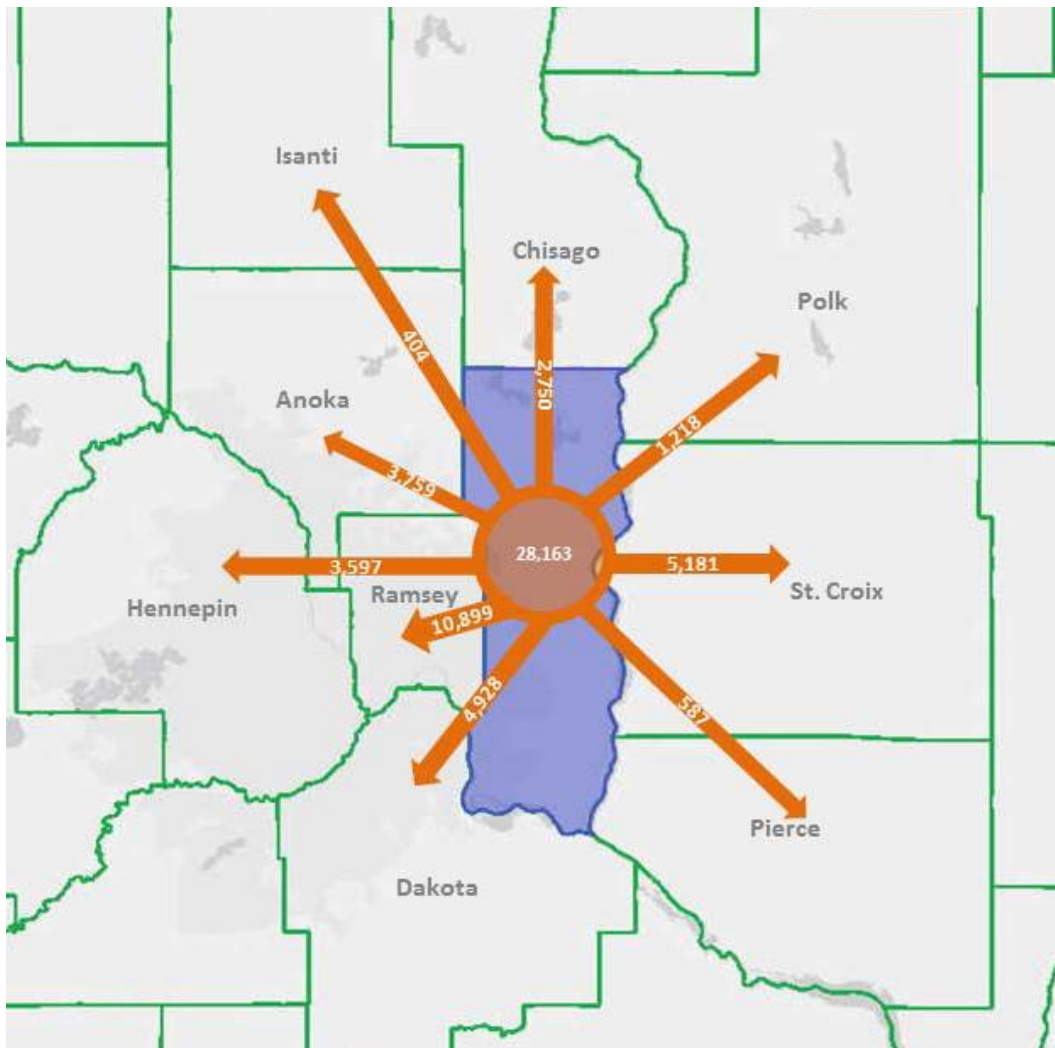 Isanti
Chisago
Polk
404
2,750
Anoka
1,218
3,759
28,163
3,597
5,181
Hennepin
Ramsey
St. Croix
10,899
4,928
587
Pierce
Dakota